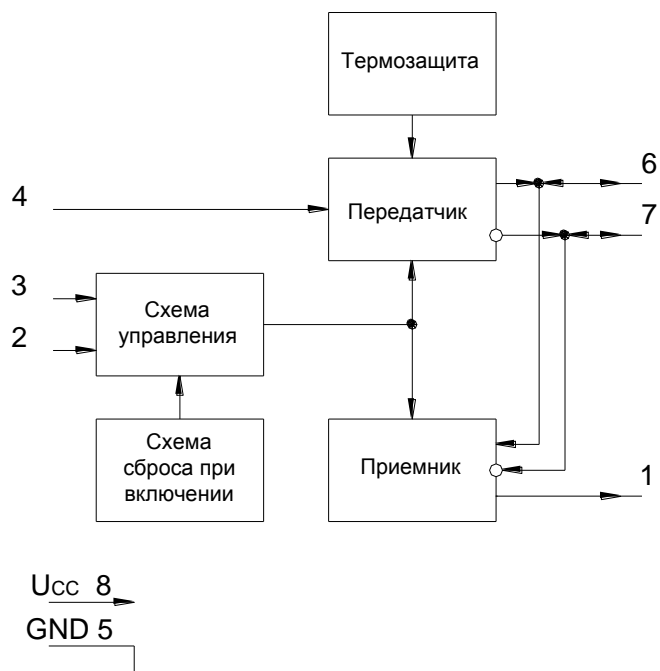 Термозащита
6
4
Передатчик
7
3
Схема
управления
2
Схема
сброса при
включении
Приемник
1
Ucc 8
GND 5